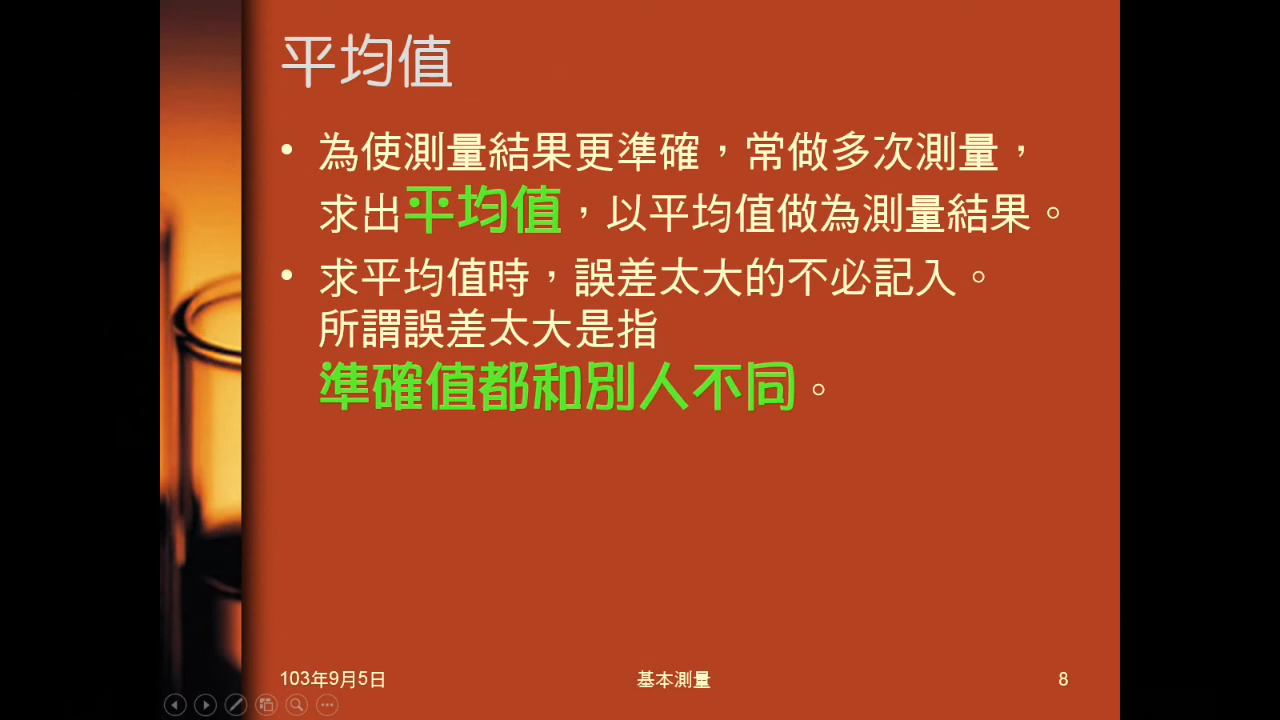 平均值
• 為使測量結果更準確，常做多次測量，
求出平均值，以平均值做為測量結果。
• 求平均值時，誤差太大的不必記入。
所謂誤差太大是指
準確值都和別人不同。
103年9月5日 基本測量 8